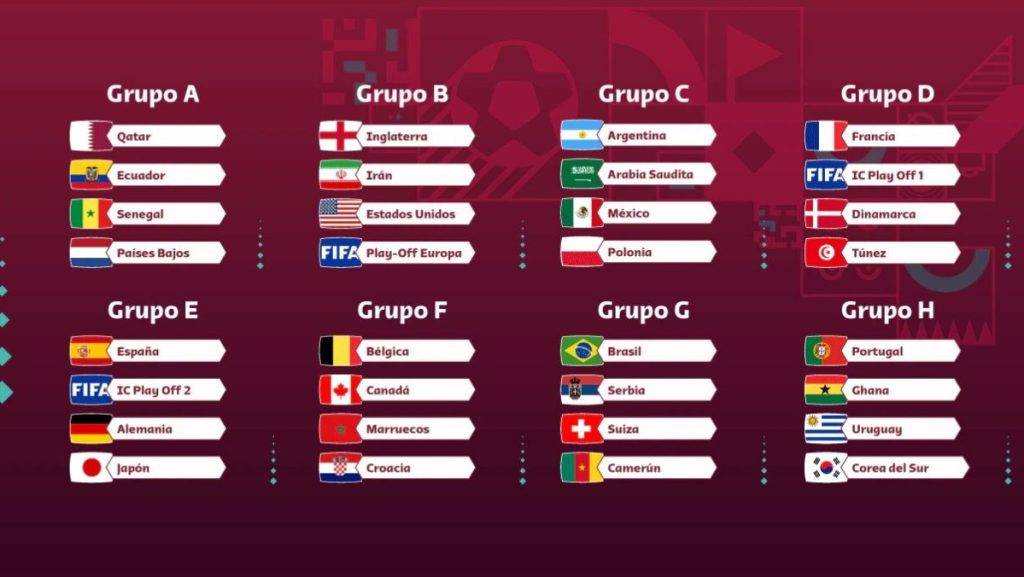 Grupo A
Qatar
Ecuador
Senegal
Países Bajos
Grupo B
Inglaterra
Irán
Estados Unidos
FIFA Play-Off Europa
Grupo C
Argentina
Arabia Saudita
México
Polonia
Grupo D
Francia
FIFA IC Play Off 1
Dinamarca
Túnez
Grupo E
España
FIFA IC Play Off 2
Alemania
Japón
Grupo F
Bélgica
Canadá
Marruecos
Croacia
Grupo G
Brasil
Serbia
Suiza
Camerún
Grupo H
Portugal
Ghana
Uruguay
Corea del Sur